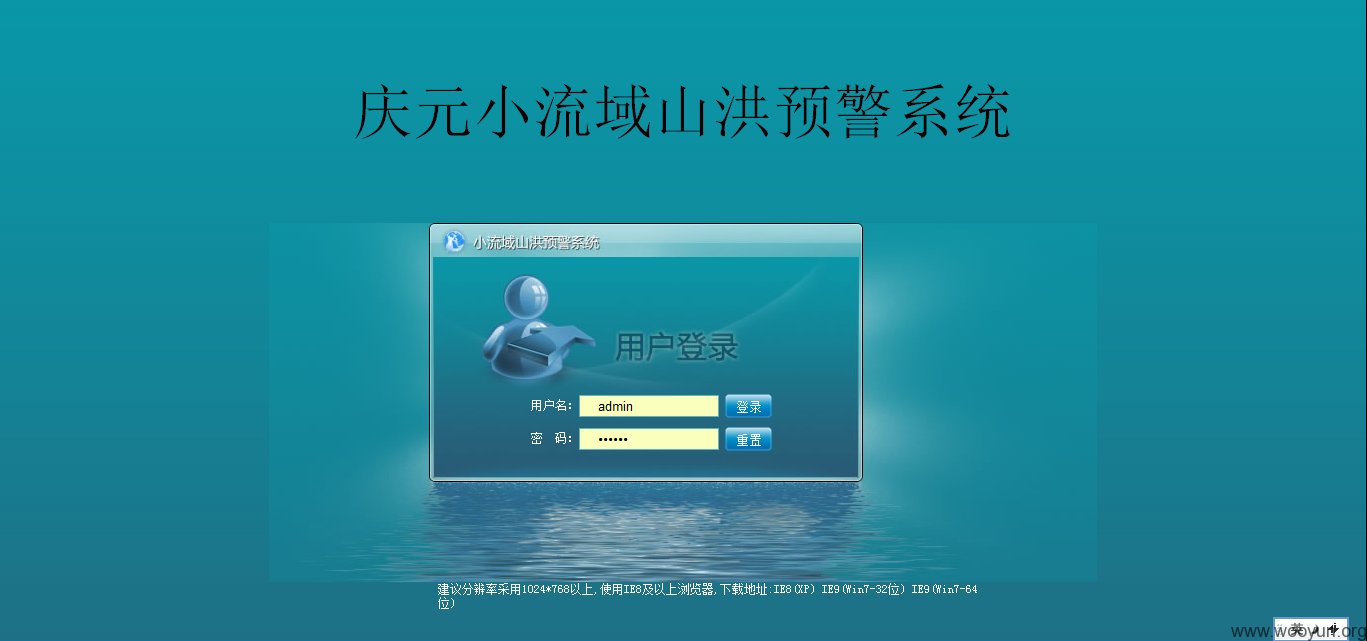 庆元小流域山洪预警系统
小流域山洪预警系统
用户登录
用户名：
admin
登录
密 码：
••••••
重置
建议分辨率采用1024*768以上,使用IE8及以上浏览器,下载地址:IE8(XP) IE9(Win7-32位) IE9(Win7-64
位)
www.wooyun.org
英